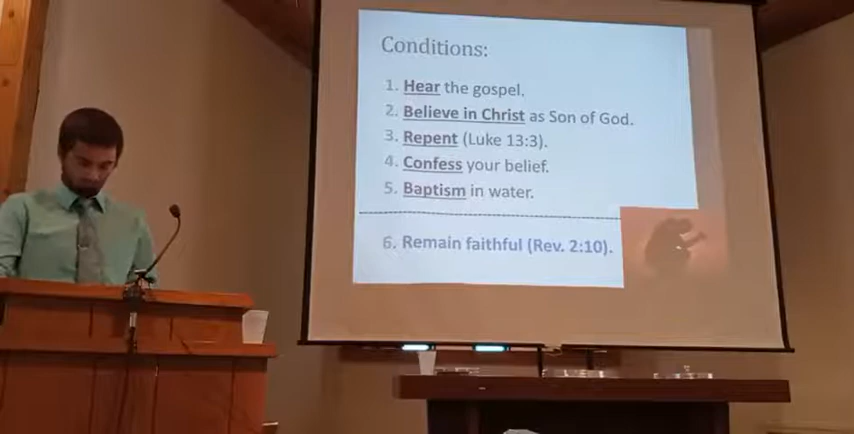 Conditions:
1. Hear the gospel.
2. Believe in Christ as Son of God.
3. Repent (Luke 13:3).
4. Confess your belief.
5. Baptism in water.
6. Remain faithful (Rev. 2:10).